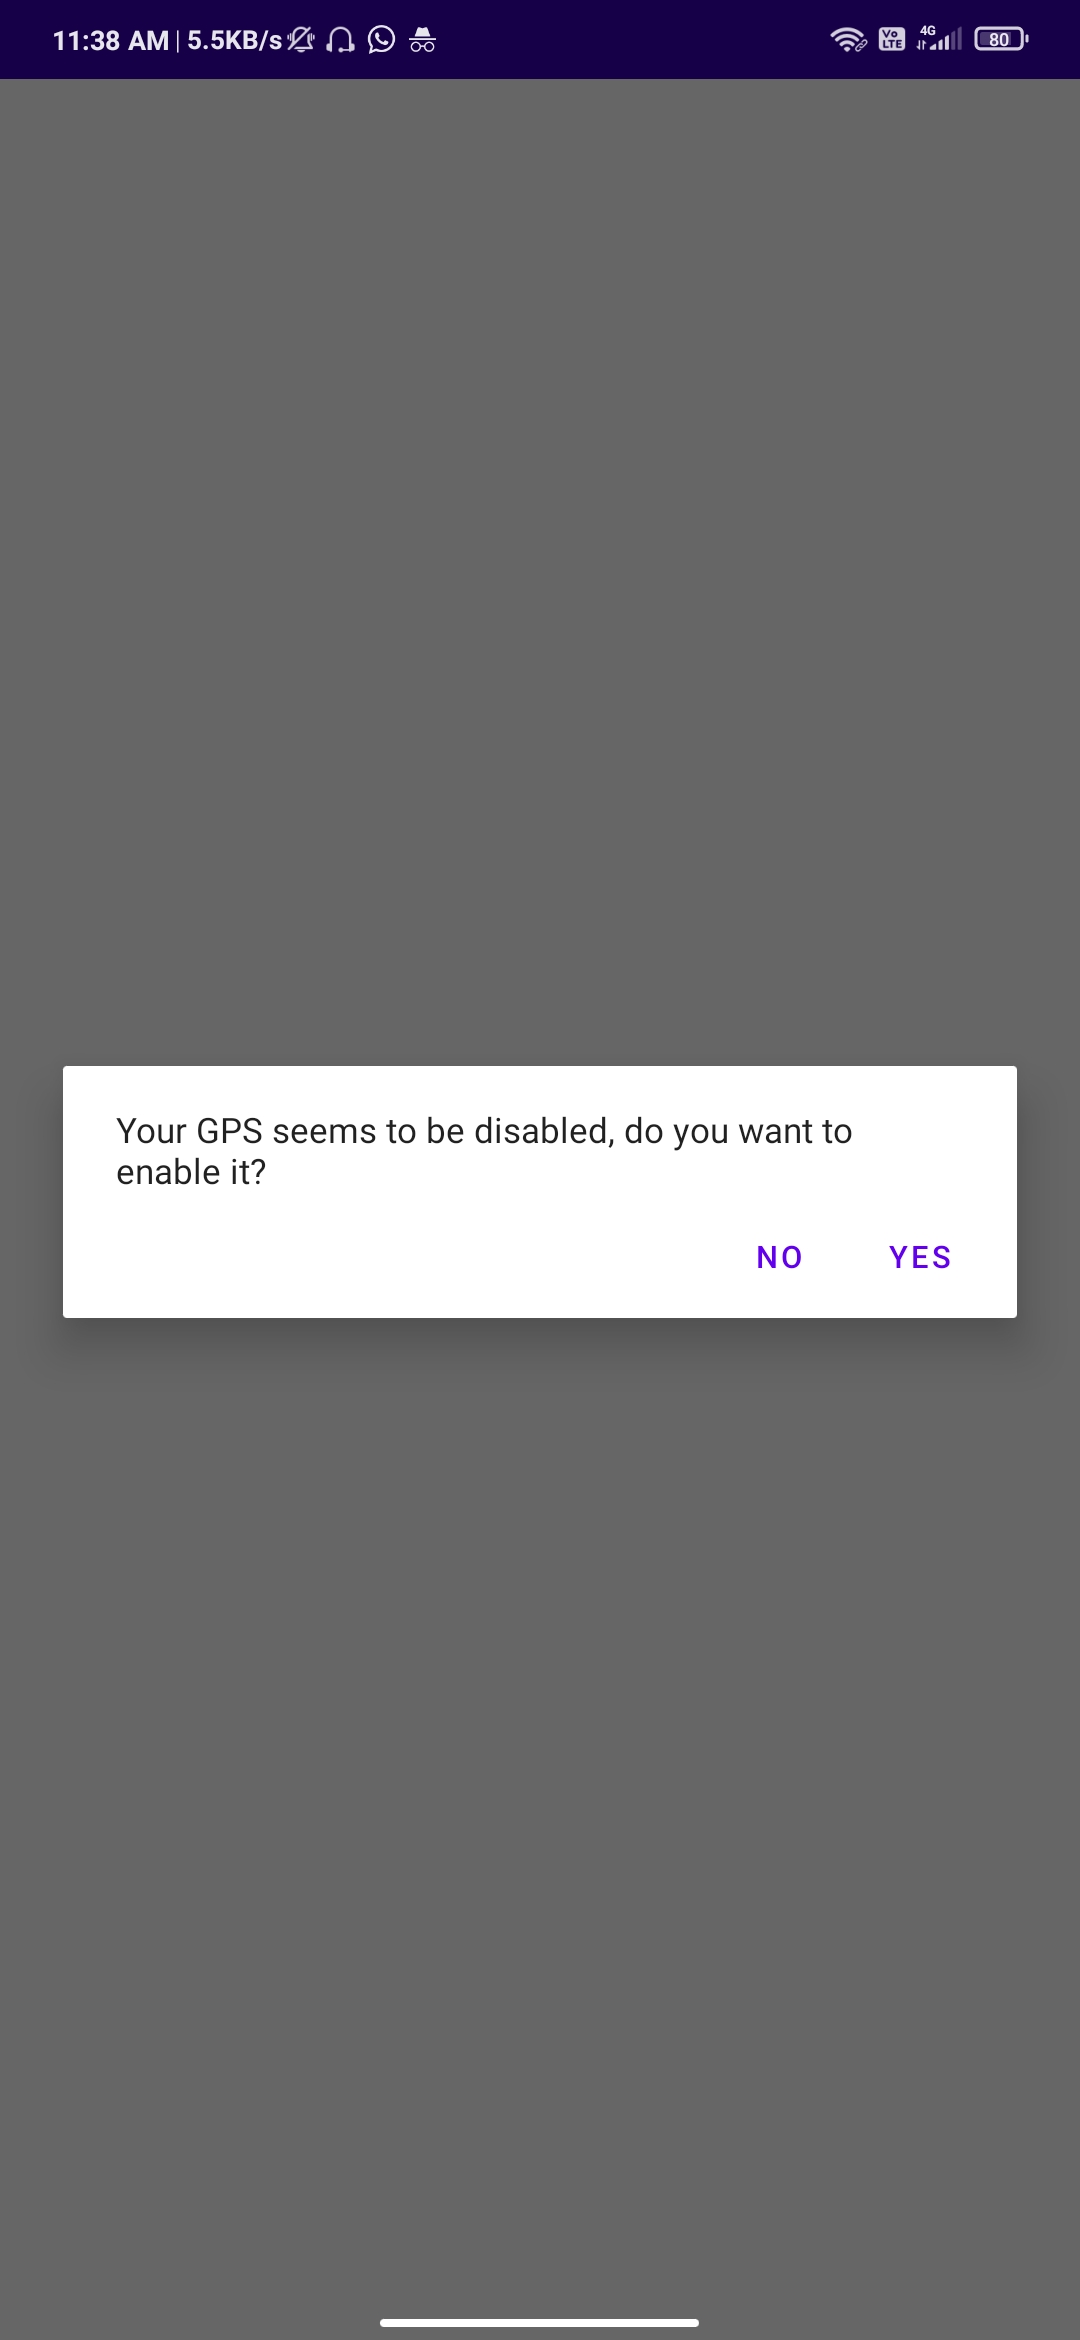 11:38 AM | 5.5KB/s Vo LTE 4G 80
Your GPS seems to be disabled, do you want to
enable it?
NO YES